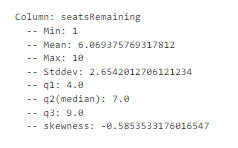 Column: seatsRemaining
-- Min: 1
-- Mean: 6.069375769317812
-- Max: 10
-- Stddev: 2.6542012706121234
-- q1: 4.0
-- q2(median): 7.0
-- q3: 9.0
-- skewness: -0.5853533176016547